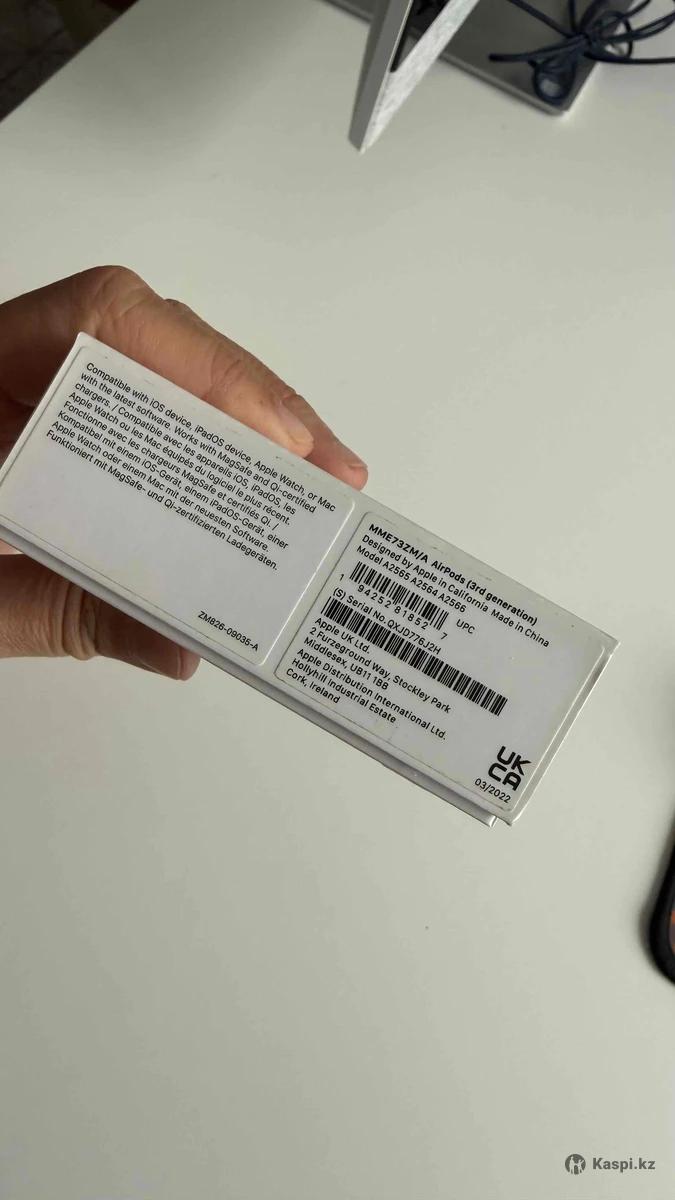 Compatible with iOS device, iPadOS device, Apple Watch, or Mac
with the latest software. Works with MagSafe and Qi-certified
chargers. / Compatible avec les appareils iOS, iPadOS, les
Apple Watch ou les Mac équipés du logiciel le plus récent.
Fonctionne avec les chargeurs MagSafe et certifiés Qi. /
Kompatibel mit einem iOS-Gerät, einem iPadOS-Gerät, einer
Apple Watch oder einem Mac mit der neuesten Software.
Funktioniert mit MagSafe- und Qi-zertifizierten Ladegeräten.
ZM826-09035-A
MME73ZM/A AirPods (3rd generation)
Designed by Apple in California Made in China
Model A2565 A2564 A2566
UPC
1 94252 81852 7
(S) Serial No. QXJD776J2H
Apple UK Ltd.
2 Furzeground Way, Stockley Park
Middlesex, UB11 1BB
Apple Distribution International Ltd.
Hollyhill Industrial Estate
Cork, Ireland
UK
CA
03/2022
Kaspi.kz